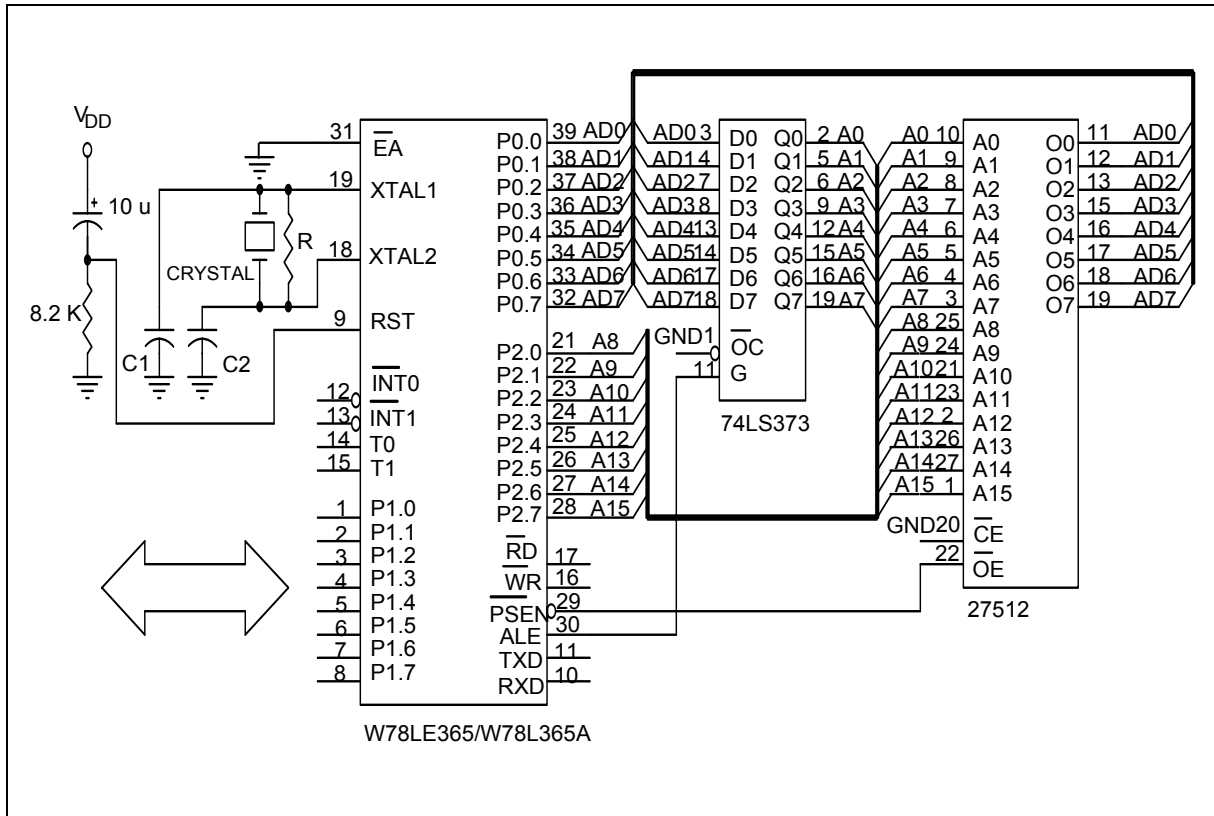 V_DD
10 u
8.2 K
C1
C2
CRYSTAL
R
31 EA
19 XTAL1
18 XTAL2
9 RST
12 INT0
13 INT1
14 T0
15 T1
1 P1.0
2 P1.1
3 P1.2
4 P1.3
5 P1.4
6 P1.5
7 P1.6
8 P1.7
P0.0 39 AD0
P0.1 38 AD1
P0.2 37 AD2
P0.3 36 AD3
P0.4 35 AD4
P0.5 34 AD5
P0.6 33 AD6
P0.7 32 AD7
P2.0 21 A8
P2.1 22 A9
P2.2 23 A10
P2.3 24 A11
P2.4 25 A12
P2.5 26 A13
P2.6 27 A14
P2.7 28 A15
RD 17
WR 16
PSEN 29
ALE 30
TXD 11
RXD 10
W78LE365/W78L365A
AD0 3 D0 Q0 2 A0
AD1 4 D1 Q1 5 A1
AD2 7 D2 Q2 6 A2
AD3 8 D3 Q3 9 A3
AD4 13 D4 Q4 12 A4
AD5 14 D5 Q5 15 A5
AD6 17 D6 Q6 16 A6
AD7 18 D7 Q7 19 A7
GND 1 OC
11 G
74LS373
A0 10 A0 O0 11 AD0
A1 9 A1 O1 12 AD1
A2 8 A2 O2 13 AD2
A3 7 A3 O3 15 AD3
A4 6 A4 O4 16 AD4
A5 5 A5 O5 17 AD5
A6 4 A6 O6 18 AD6
A7 3 A7 O7 19 AD7
A8 25 A8
A9 24 A9
A10 21 A10
A11 23 A11
A12 2 A12
A13 26 A13
A14 27 A14
A15 1 A15
GND 20 CE
22 OE
27512